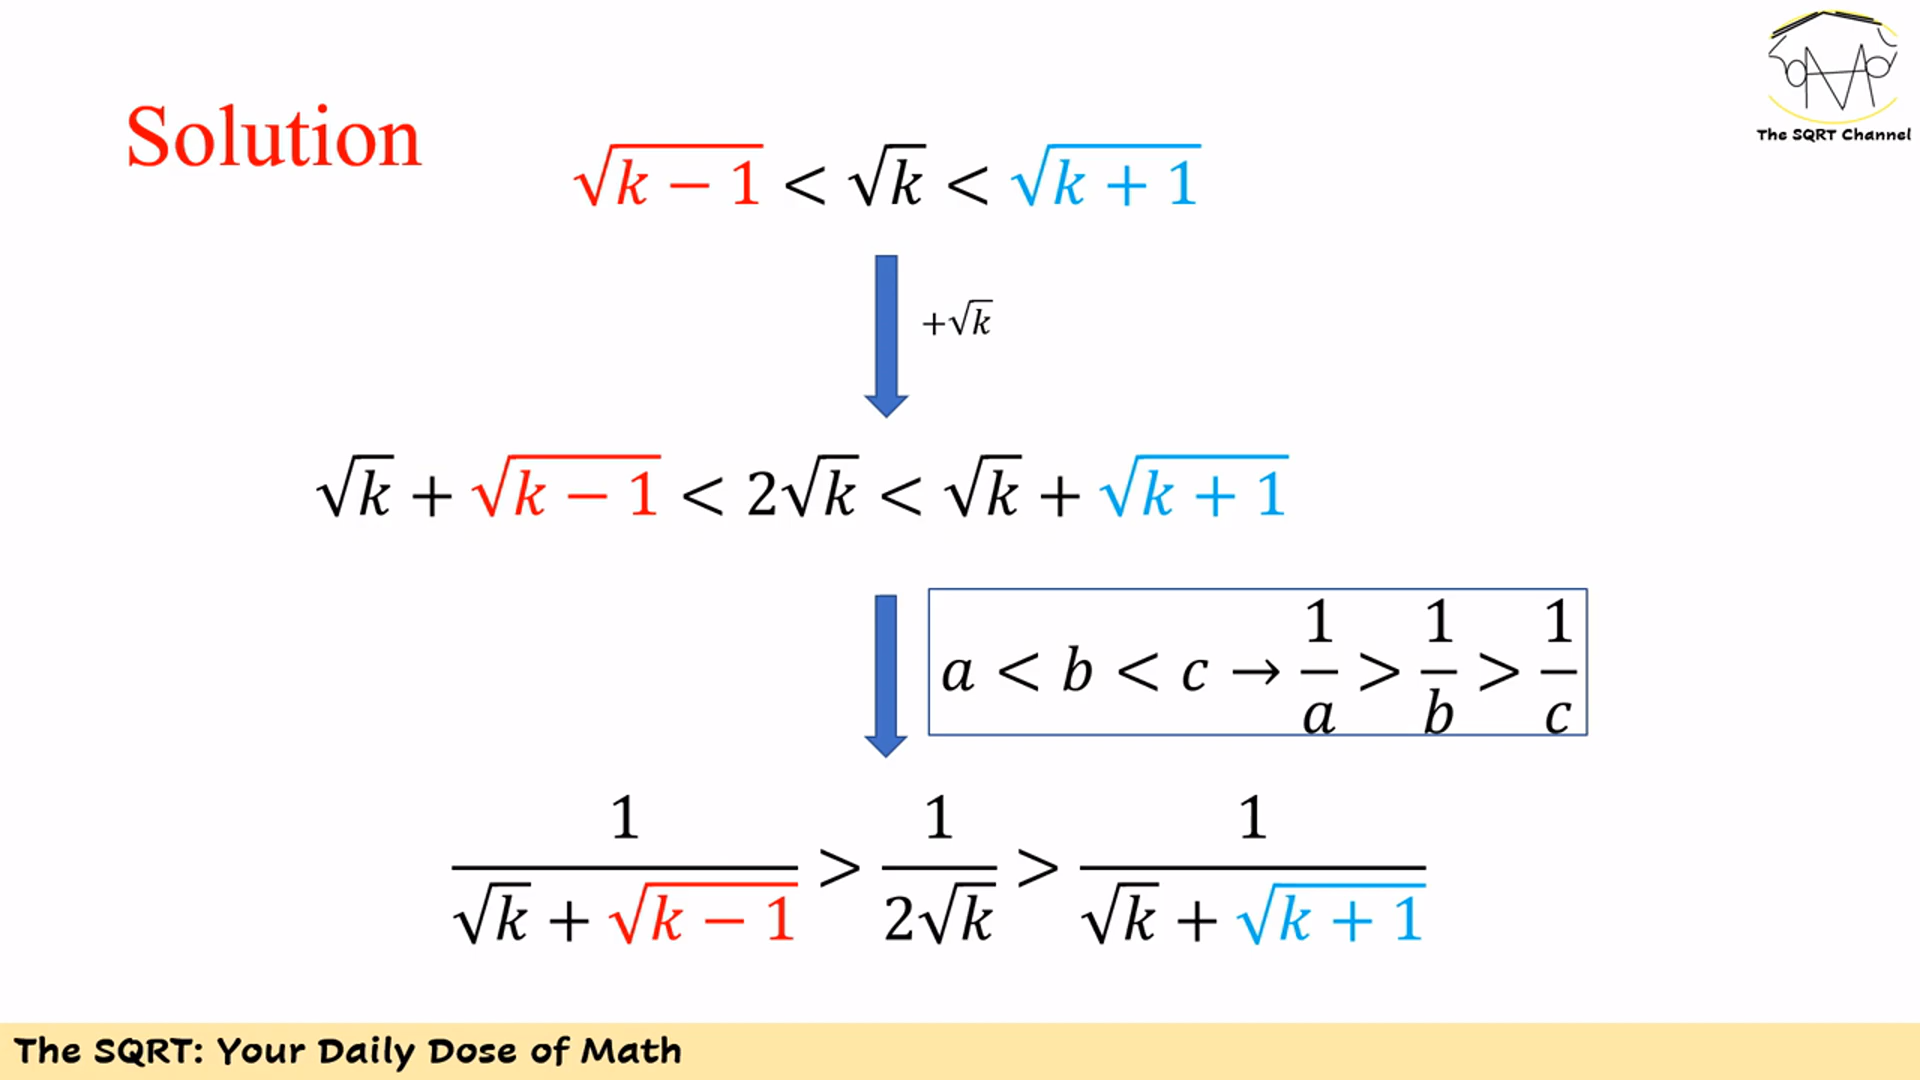 The SQRT Channel
Solution
√(k − 1) < √k < √(k + 1)
+√k
√k + √(k − 1) < 2√k < √k + √(k + 1)
a < b < c → 1/a > 1/b > 1/c
1/(√k + √(k − 1)) > 1/(2√k) > 1/(√k + √(k + 1))
The SQRT: Your Daily Dose of Math